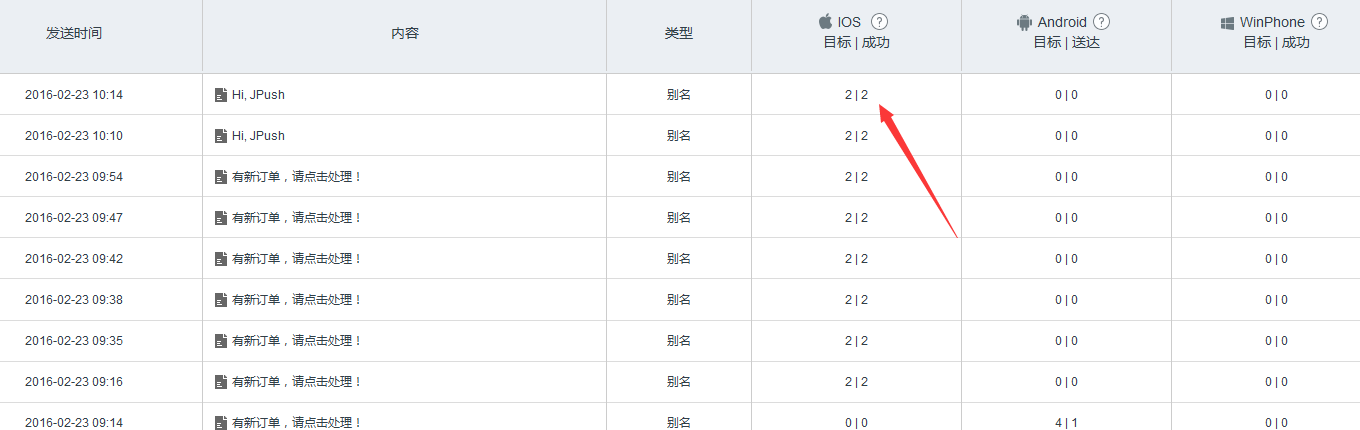 发送时间 内容 类型 IOS ? Android ? WinPhone ?
目标 | 成功 目标 | 送达 目标 | 成功
2016-02-23 10:14 Hi, JPush 别名 2 | 2 0 | 0 0 | 0
2016-02-23 10:10 Hi, JPush 别名 2 | 2 0 | 0 0 | 0
2016-02-23 09:54 有新订单，请点击处理！ 别名 2 | 2 0 | 0 0 | 0
2016-02-23 09:47 有新订单，请点击处理！ 别名 2 | 2 0 | 0 0 | 0
2016-02-23 09:42 有新订单，请点击处理！ 别名 2 | 2 0 | 0 0 | 0
2016-02-23 09:38 有新订单，请点击处理！ 别名 2 | 2 0 | 0 0 | 0
2016-02-23 09:35 有新订单，请点击处理！ 别名 2 | 2 0 | 0 0 | 0
2016-02-23 09:16 有新订单，请点击处理！ 别名 2 | 2 0 | 0 0 | 0
2016-02-23 09:14 有新订单，请点击处理！ 别名 0 | 0 4 | 1 0 | 0